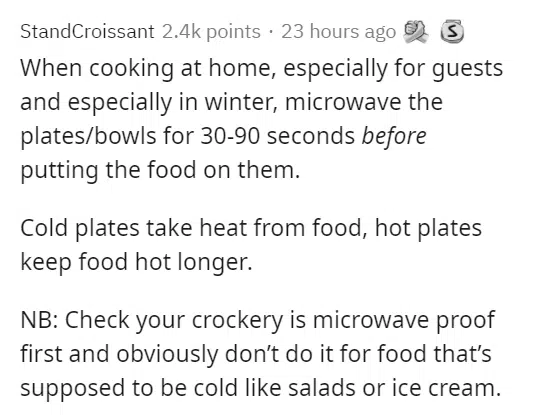 StandCroissant 2.4k points · 23 hours ago S
When cooking at home, especially for guests
and especially in winter, microwave the
plates/bowls for 30-90 seconds before
putting the food on them.
Cold plates take heat from food, hot plates
keep food hot longer.
NB: Check your crockery is microwave proof
first and obviously don’t do it for food that’s
supposed to be cold like salads or ice cream.